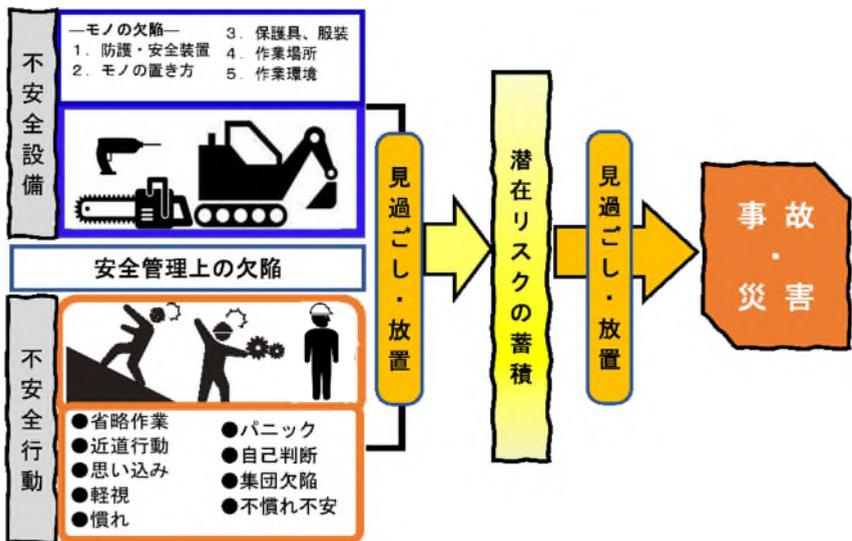 不安全設備
―モノの欠陥―
1. 防護・安全装置
2. モノの置き方
3. 保護具、服装
4. 作業場所
5. 作業環境
安全管理上の欠陥
不安全行動
●省略作業
●近道行動
●思い込み
●軽視
●慣れ
●パニック
●自己判断
●集団欠陥
●不慣れ不安
見過ごし・放置
潜在リスクの蓄積
見過ごし・放置
事故
・
災害